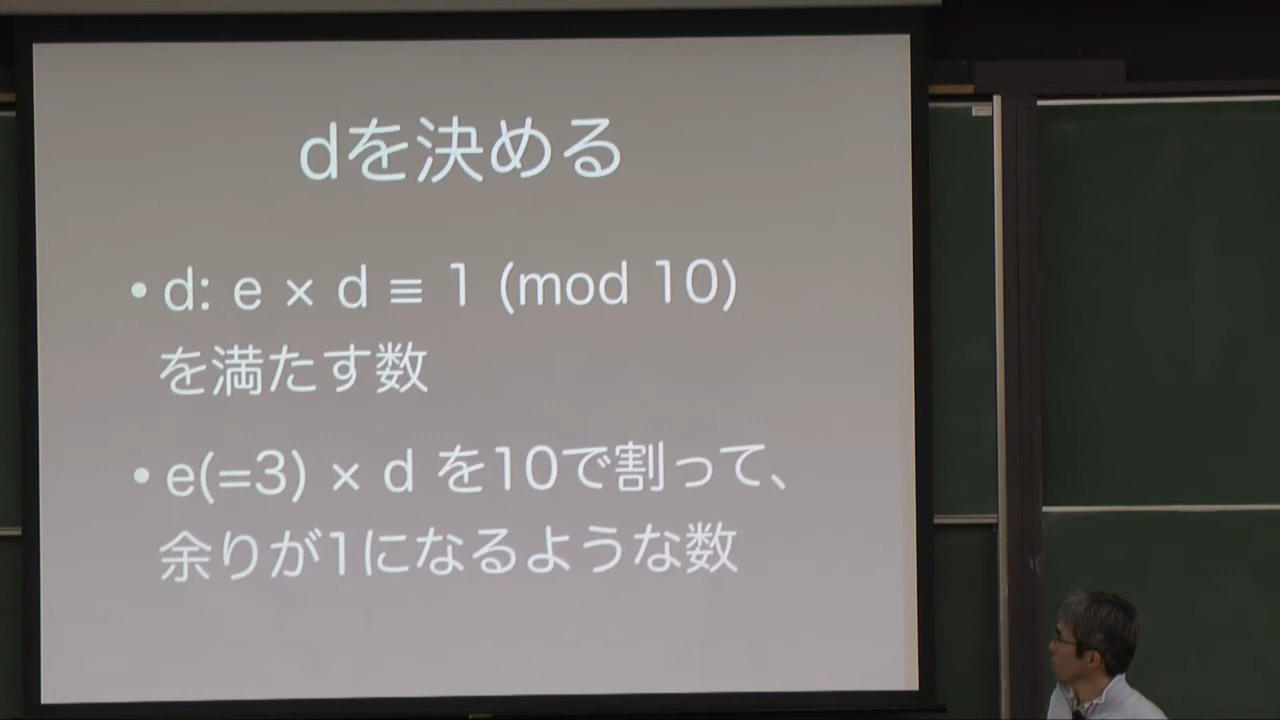 dを決める
• d: e × d ≡ 1 (mod 10)
を満たす数
• e(=3) × d を10で割って、
余りが1になるような数